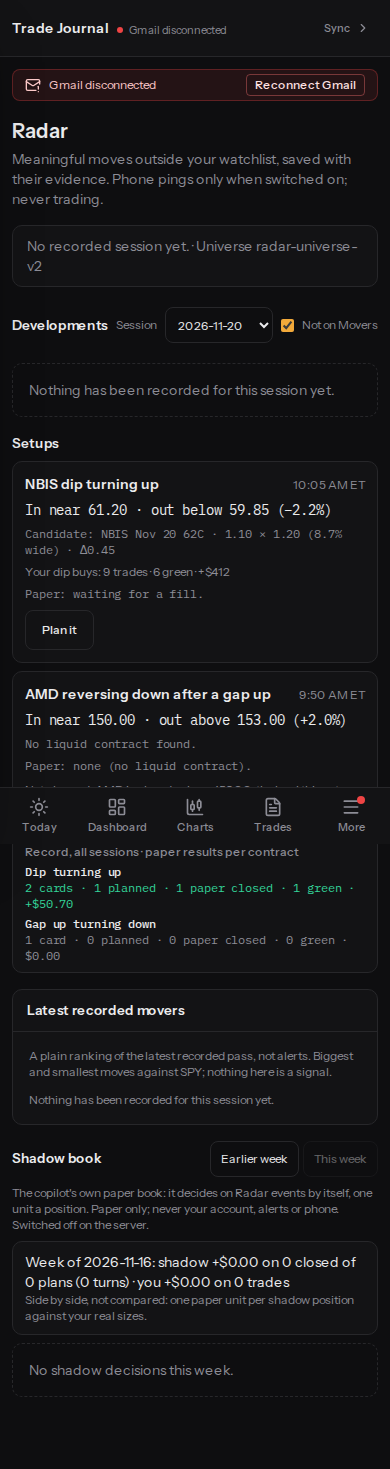 Trade Journal
Gmail disconnected
Sync
Gmail disconnected
Reconnect Gmail
Radar
Meaningful moves outside your watchlist, saved with
their evidence. Phone pings only when switched on;
never trading.
No recorded session yet. · Universe radar-universe-
v2
Developments
Session
2026-11-20
Not on Movers
Nothing has been recorded for this session yet.
Setups
NBIS dip turning up
10:05 AM ET
In near 61.20 · out below 59.85 (−2.2%)
Candidate: NBIS Nov 20 62C · 1.10 × 1.20 (8.7%
wide) · Δ0.45
Your dip buys: 9 trades · 6 green · +$412
Paper: waiting for a fill.
Plan it
AMD reversing down after a gap up
9:50 AM ET
In near 150.00 · out above 153.00 (+2.0%)
No liquid contract found.
Paper: none (no liquid contract).
Today
Dashboard
Charts
Trades
More
Record, all sessions · paper results per contract
Dip turning up
2 cards · 1 planned · 1 paper closed · 1 green ·
+$50.70
Gap up turning down
1 card · 0 planned · 0 paper closed · 0 green ·
$0.00
Latest recorded movers
A plain ranking of the latest recorded pass, not alerts. Biggest
and smallest moves against SPY; nothing here is a signal.
Nothing has been recorded for this session yet.
Shadow book
Earlier week
This week
The copilot's own paper book: it decides on Radar events by itself, one
unit a position. Paper only; never your account, alerts or phone.
Switched off on the server.
Week of 2026-11-16: shadow +$0.00 on 0 closed of
0 plans (0 turns) · you +$0.00 on 0 trades
Side by side, not compared: one paper unit per shadow position
against your real sizes.
No shadow decisions this week.